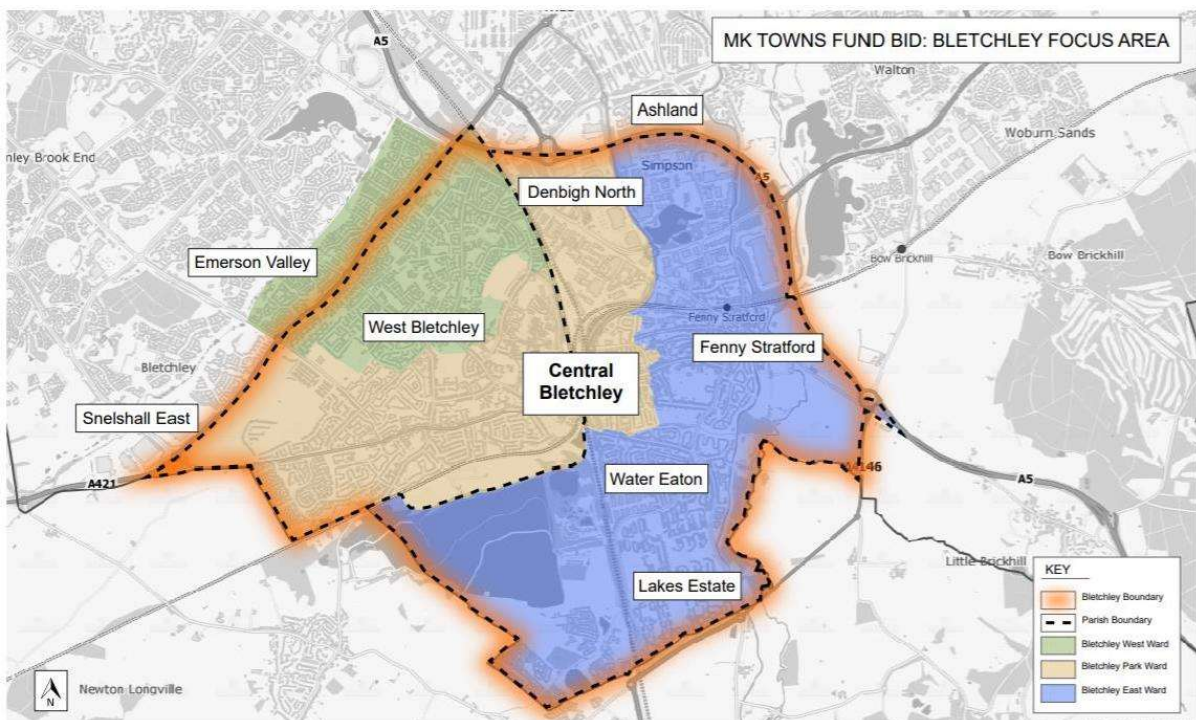 MK TOWNS FUND BID: BLETCHLEY FOCUS AREA
A5
Walton
Ashland
Woburn Sands
nley Brook End
Simpson
A5
Denbigh North
Emerson Valley
Bow Brickhill
Bow Brickhill
West Bletchley
Fenny Stratford
Fenny Stratford
Bletchley
Central
Bletchley
Snelshall East
A4146
Water Eaton
A421
A5
Little Brickhill
Lakes Estate
KEY
Bletchley Boundary
Parish Boundary
Bletchley West Ward
Bletchley Park Ward
Bletchley East Ward
N
Newton Longville